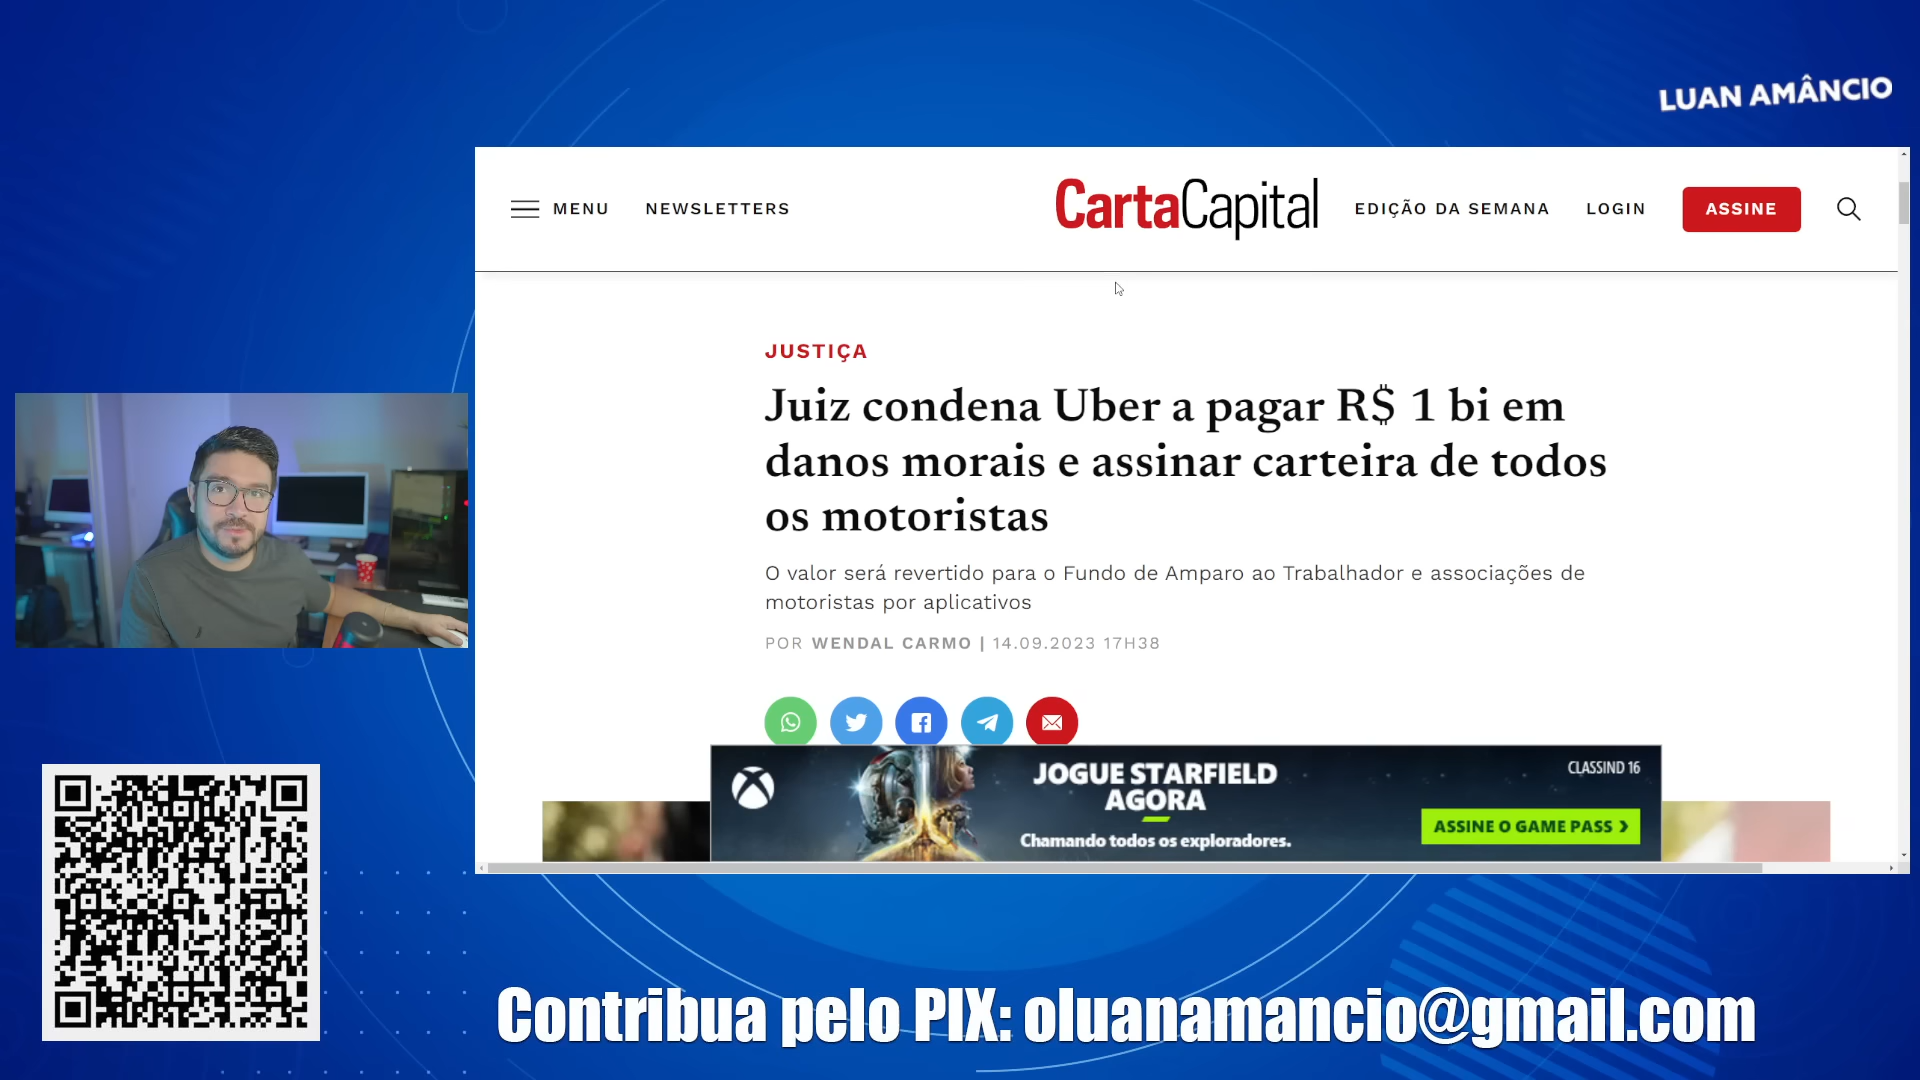 LUAN AMÂNCIO
MENU NEWSLETTERS CartaCapital EDIÇÃO DA SEMANA LOGIN ASSINE
JUSTIÇA
Juiz condena Uber a pagar R$ 1 bi em
danos morais e assinar carteira de todos
os motoristas
O valor será revertido para o Fundo de Amparo ao Trabalhador e associações de
motoristas por aplicativos
POR WENDAL CARMO | 14.09.2023 17H38
JOGUE STARFIELD
AGORA
Chamando todos os exploradores.
CLASSIND 16
ASSINE O GAME PASS
Contribua pelo PIX: oluanamancio@gmail.com